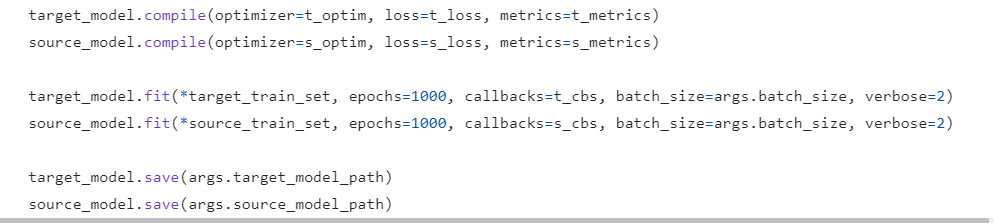 target_model.compile(optimizer=t_optim, loss=t_loss, metrics=t_metrics)
source_model.compile(optimizer=s_optim, loss=s_loss, metrics=s_metrics)
target_model.fit(*target_train_set, epochs=1000, callbacks=t_cbs, batch_size=args.batch_size, verbose=2)
source_model.fit(*source_train_set, epochs=1000, callbacks=s_cbs, batch_size=args.batch_size, verbose=2)
target_model.save(args.target_model_path)
source_model.save(args.source_model_path)